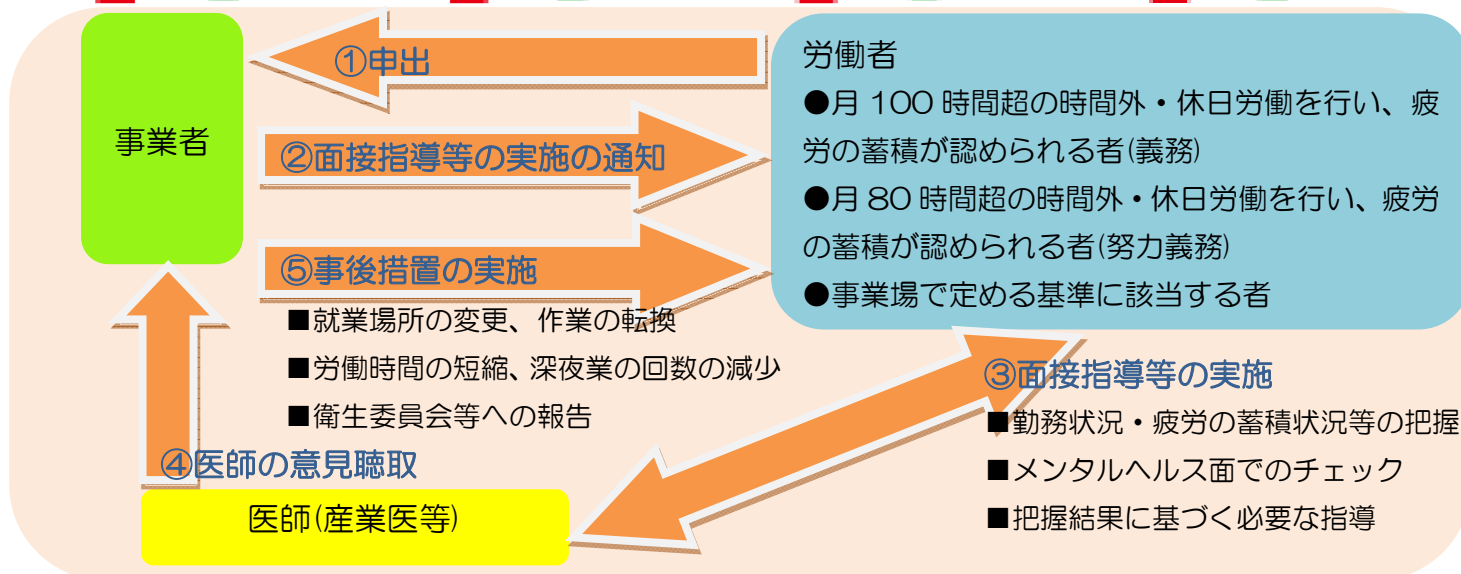 事業者
①申出
②面接指導等の実施の通知
⑤事後措置の実施
■就業場所の変更、作業の転換
■労働時間の短縮、深夜業の回数の減少
■衛生委員会等への報告
労働者
●月100時間超の時間外・休日労働を行い、疲
労の蓄積が認められる者(義務)
●月80時間超の時間外・休日労働を行い、疲労
の蓄積が認められる者(努力義務)
●事業場で定める基準に該当する者
③面接指導等の実施
■勤務状況・疲労の蓄積状況等の把握
■メンタルヘルス面でのチェック
■把握結果に基づく必要な指導
④医師の意見聴取
医師(産業医等)